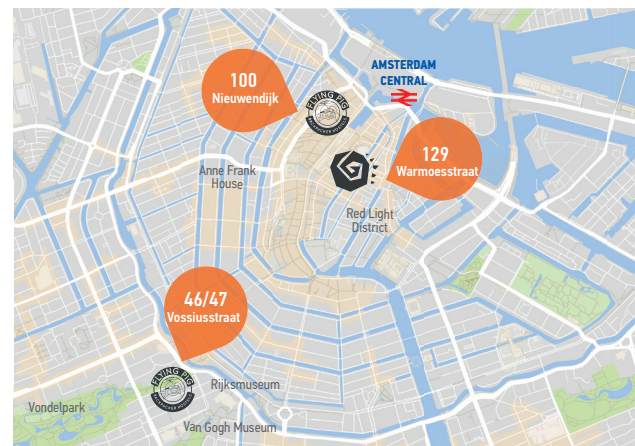 AMSTERDAM
CENTRAL
100
Nieuwendijk
FLYING PIG
BACKPACKER HOSTELS
129
Warmoesstraat
Anne Frank
House
Red Light
District
46/47
Vossiusstraat
FLYING PIG
BACKPACKER HOSTELS
Rijksmuseum
Vondelpark
Van Gogh Museum